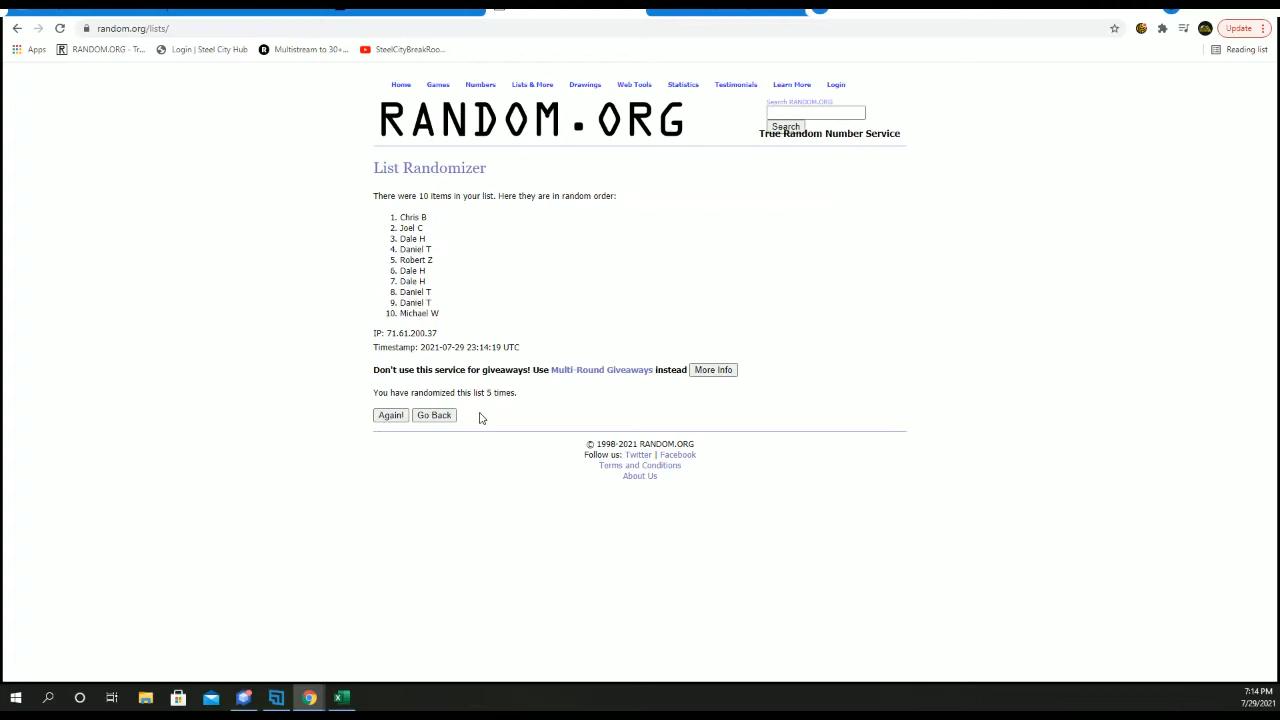 random.org/lists/
Update
Apps
RANDOM.ORG - Tr...
Login | Steel City Hub
Multistream to 30+...
SteelCityBreakRoo...
Reading list
Home Games Numbers Lists & More Drawings Web Tools Statistics Testimonials Learn More Login
RANDOM.ORG
Search RANDOM.ORG
Search
True Random Number Service
List Randomizer
There were 10 items in your list. Here they are in random order:
1. Chris B
2. Joel C
3. Dale H
4. Daniel T
5. Robert Z
6. Dale H
7. Dale H
8. Daniel T
9. Daniel T
10. Michael W
IP: 71.61.200.37
Timestamp: 2021-07-29 23:14:19 UTC
Don't use this service for giveaways! Use Multi-Round Giveaways instead More Info
You have randomized this list 5 times.
Again! Go Back
© 1998-2021 RANDOM.ORG
Follow us: Twitter | Facebook
Terms and Conditions
About Us
7:14 PM
7/29/2021